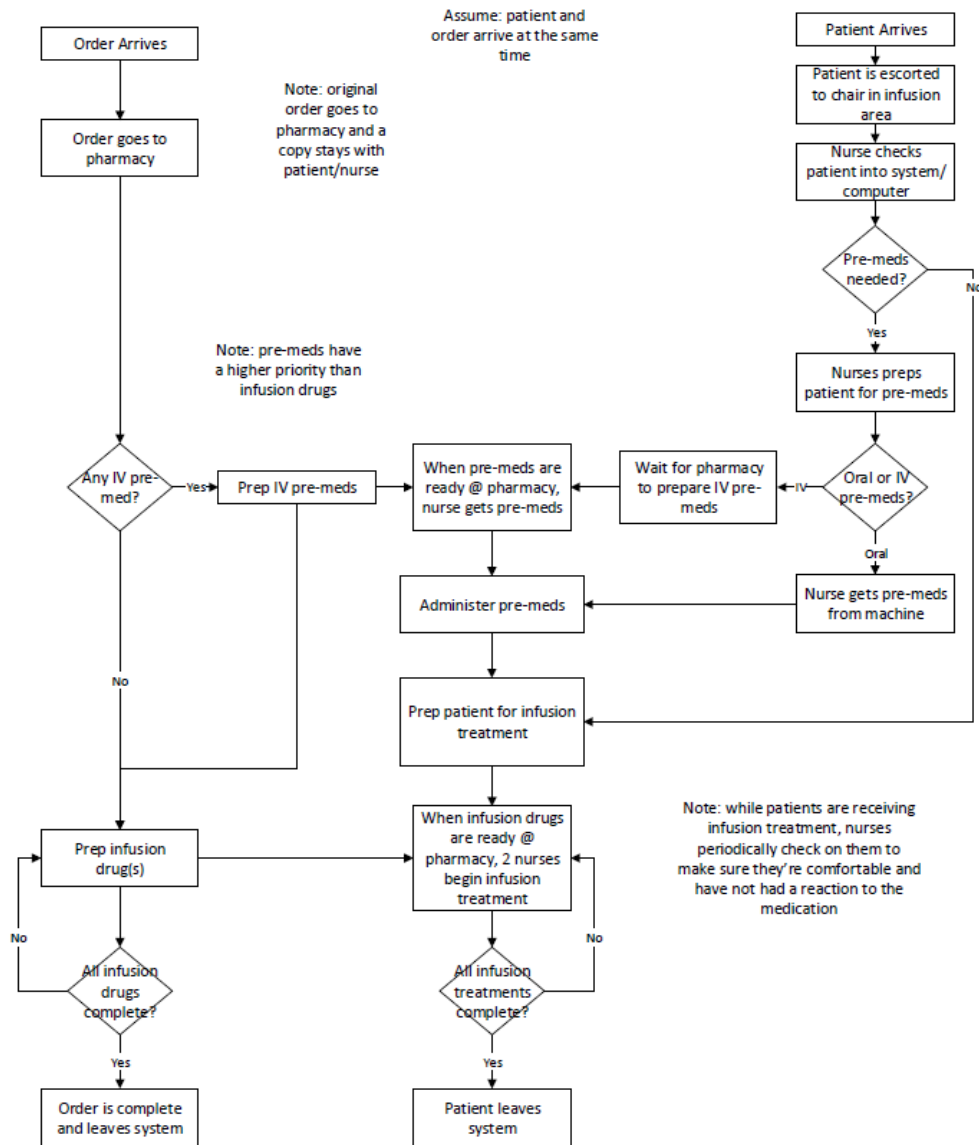 Order Arrives
Assume: patient and
order arrive at the same
time
Patient Arrives
Patient is escorted
to chair in infusion
area
Note: original
order goes to
pharmacy and a
copy stays with
patient/nurse
Order goes to
pharmacy
Nurse checks
patient into system/
computer
Pre-meds
needed?
No
Yes
Note: pre-meds have
a higher priority than
infusion drugs
Nurses preps
patient for pre-meds
Any IV pre-
med?
Yes
Prep IV pre-meds
When pre-meds are
ready @ pharmacy,
nurse gets pre-meds
Wait for pharmacy
to prepare IV pre-
meds
IV
Oral or IV
pre-meds?
Oral
Administer pre-meds
Nurse gets pre-meds
from machine
No
Prep patient for infusion
treatment
Prep infusion
drug(s)
When infusion drugs
are ready @
pharmacy, 2 nurses
begin infusion
treatment
Note: while patients are receiving
infusion treatment, nurses
periodically check on them to
make sure they're comfortable and
have not had a reaction to the
medication
No
All infusion
drugs
complete?
No
All infusion
treatments
complete?
Yes
Yes
Order is complete
and leaves system
Patient leaves
system